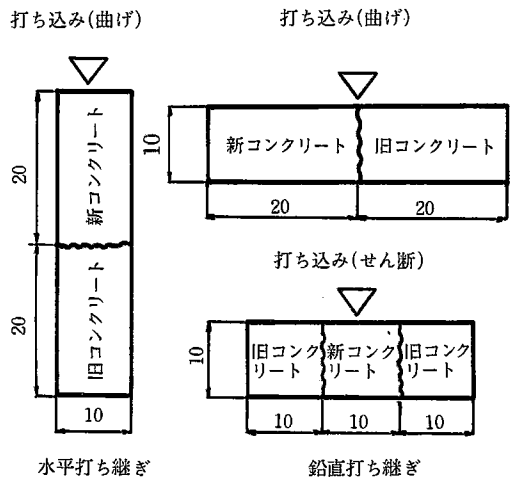 打ち込み(曲げ)
新コンクリート
旧コンクリート
20
20
10
水平打ち継ぎ
打ち込み(曲げ)
新コンクリート
旧コンクリート
10
20
20
打ち込み(せん断)
旧コンク
リート
新コンク
リート
旧コンク
リート
10
10
10
10
鉛直打ち継ぎ